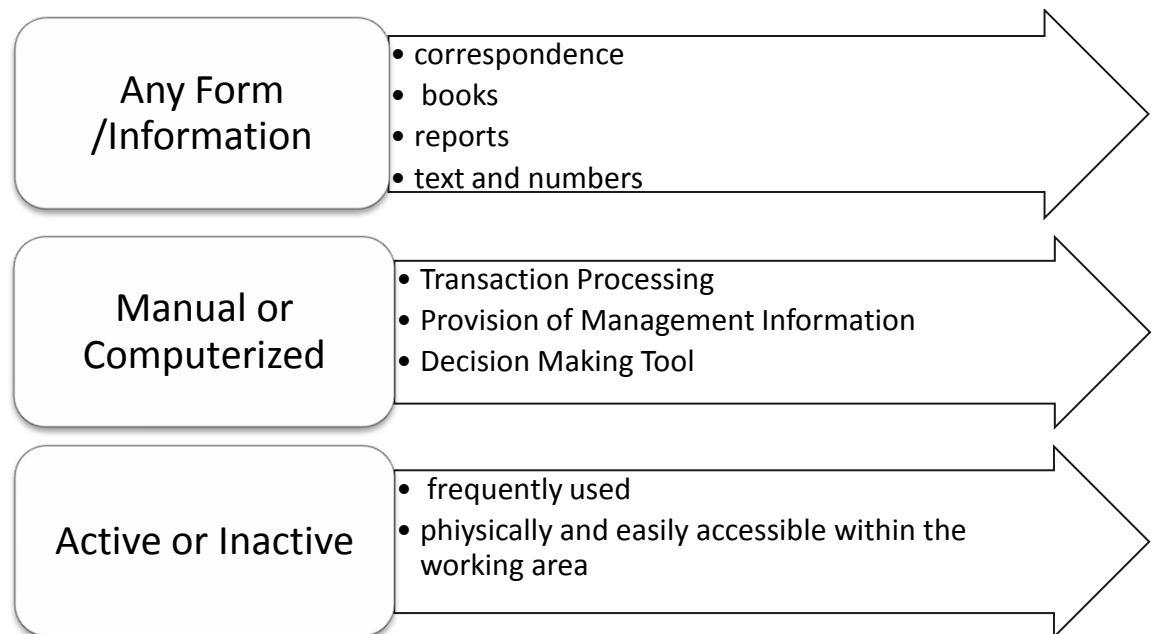 Any Form
/Information
• correspondence
• books
• reports
• text and numbers
Manual or
Computerized
• Transaction Processing
• Provision of Management Information
• Decision Making Tool
Active or Inactive
• frequently used
• phiysically and easily accessible within the
working area